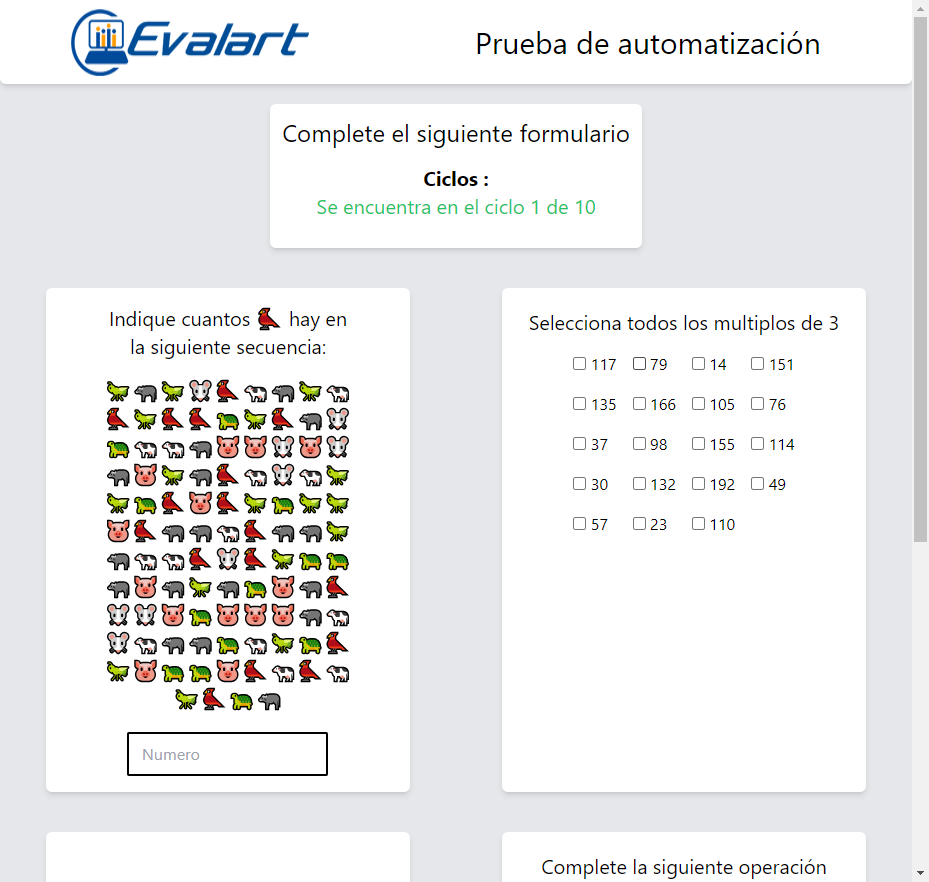 Evalart
Prueba de automatización
Complete el siguiente formulario
Ciclos :
Se encuentra en el ciclo 1 de 10
Indique cuantos hay en
la siguiente secuencia:
Numero
Selecciona todos los multiplos de 3
117 79 14 151
135 166 105 76
37 98 155 114
30 132 192 49
57 23 110
Complete la siguiente operación